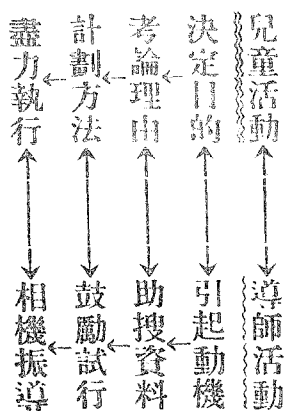 兒童活動
導師活動
決定目的
引起動機
考論理由
助搜資料
計劃方法
鼓勵試行
盡力執行
相機振導